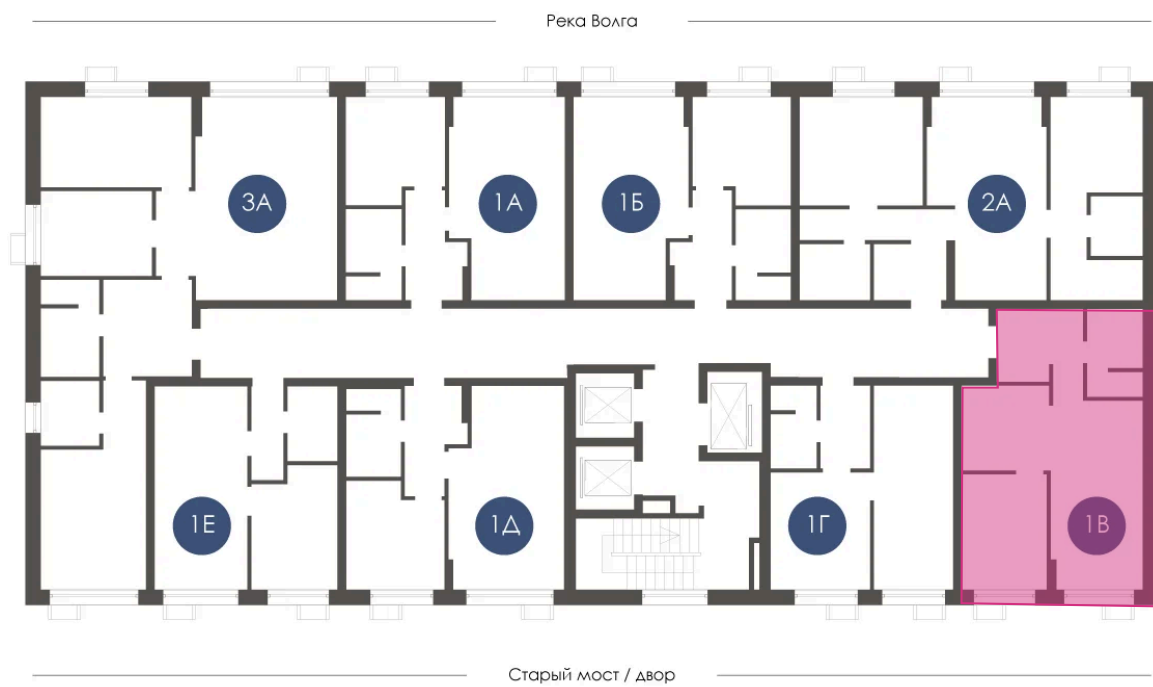 Река Волга
3А
1А
1Б
2А
1Е
1Д
1Г
1В
Старый мост / двор